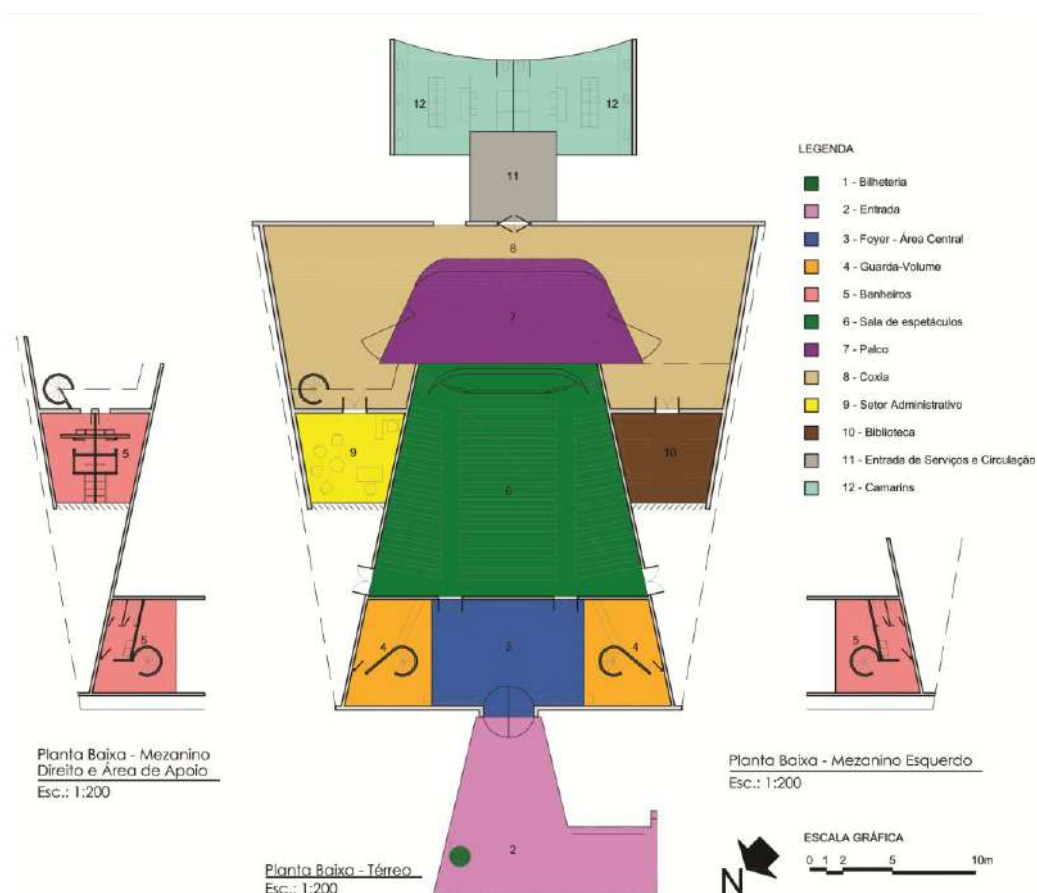 12
12
11
8
7
5
9
10
6
5
5
4
3
4
2
LEGENDA
1 - Bilheteria
2 - Entrada
3 - Foyer - Área Central
4 - Guarda-Volume
5 - Banheiros
6 - Sala de espetáculos
7 - Palco
8 - Coxia
9 - Setor Administrativo
10 - Biblioteca
11 - Entrada de Serviços e Circulação
12 - Camarins
Planta Baixa - Mezanino
Direito e Área de Apoio
Esc.: 1:200
Planta Baixa - Térreo
Esc.: 1:200
Planta Baixa - Mezanino Esquerdo
Esc.: 1:200
N
ESCALA GRÁFICA
0 1 2 5 10m